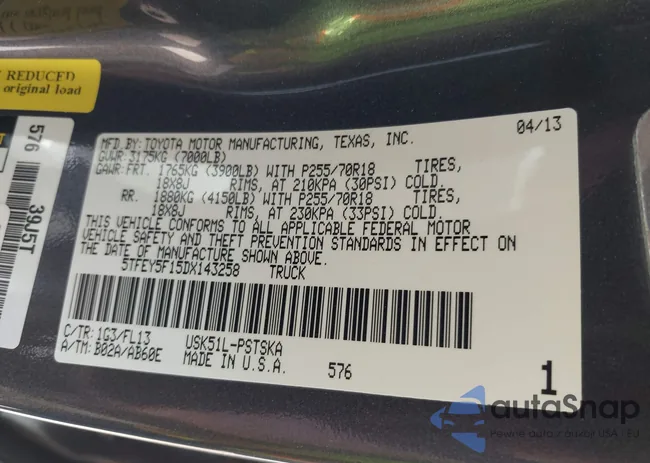 REDUCED
original load
576
39J5T
MFD.BY:TOYOTA MOTOR MANUFACTURING, TEXAS, INC. 04/13
GVWR:3175KG (7000LB)
GAWR:FRT. 1765KG (3900LB) WITH P255/70R18 TIRES,
18X8J RIMS, AT 210KPA (30PSI) COLD.
RR. 1880KG (4150LB) WITH P255/70R18 TIRES,
18X8J RIMS, AT 230KPA (33PSI) COLD.
THIS VEHICLE CONFORMS TO ALL APPLICABLE FEDERAL MOTOR
VEHICLE SAFETY AND THEFT PREVENTION STANDARDS IN EFFECT ON
THE DATE OF MANUFACTURE SHOWN ABOVE.
5TFEY5F15DX143258 TRUCK
C/TR: 1G3/FL13 USK51L-PSTSKA
A/TM: B02A/AB60E MADE IN U.S.A. 576
1
autoSnap